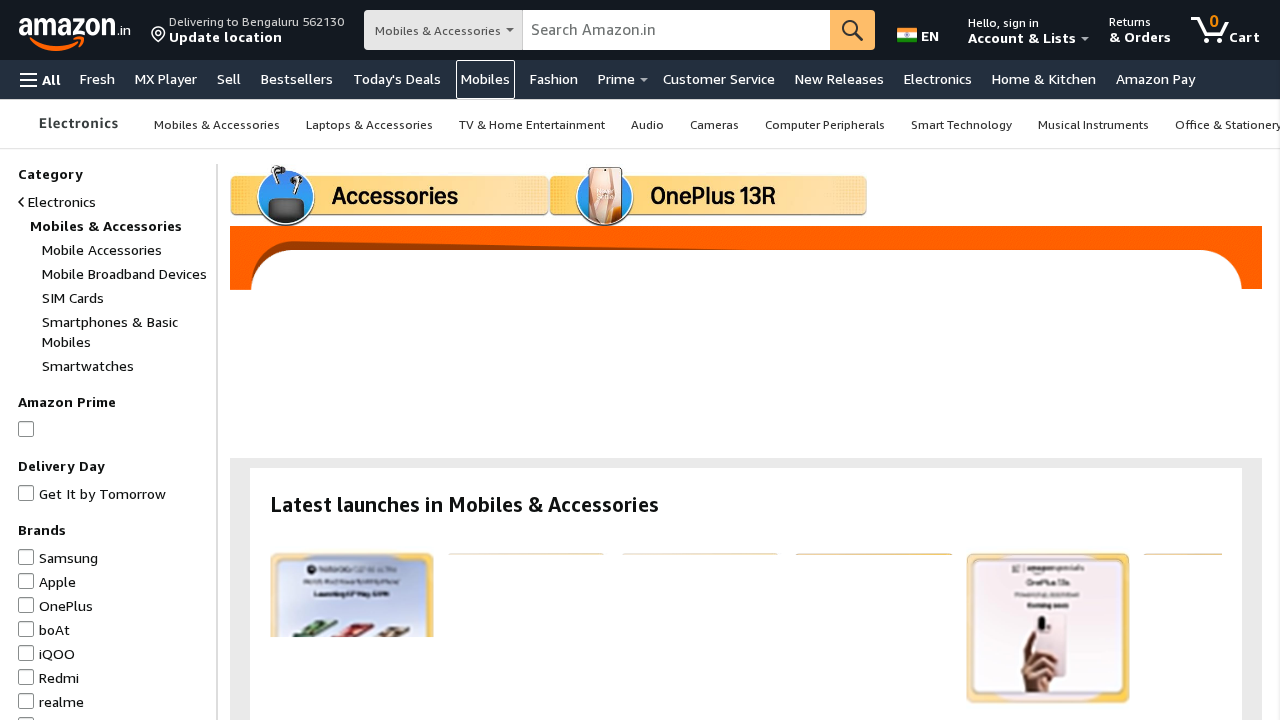 amazon.in
Delivering to Bengaluru 562130
Update location
Mobiles & Accessories
Search Amazon.in
EN
Hello, sign in
Account & Lists
Returns
& Orders
0
Cart
All
Fresh
MX Player
Sell
Bestsellers
Today's Deals
Mobiles
Fashion
Prime
Customer Service
New Releases
Electronics
Home & Kitchen
Amazon Pay
Electronics
Mobiles & Accessories
Laptops & Accessories
TV & Home Entertainment
Audio
Cameras
Computer Peripherals
Smart Technology
Musical Instruments
Office & Stationery
Category
Electronics
Mobiles & Accessories
Mobile Accessories
Mobile Broadband Devices
SIM Cards
Smartphones & Basic
Mobiles
Smartwatches
Amazon Prime
Delivery Day
Get It by Tomorrow
Brands
Samsung
Apple
OnePlus
boAt
iQOO
Redmi
realme
Accessories
OnePlus 13R
Latest launches in Mobiles & Accessories
OnePlus 13s
Coming soon